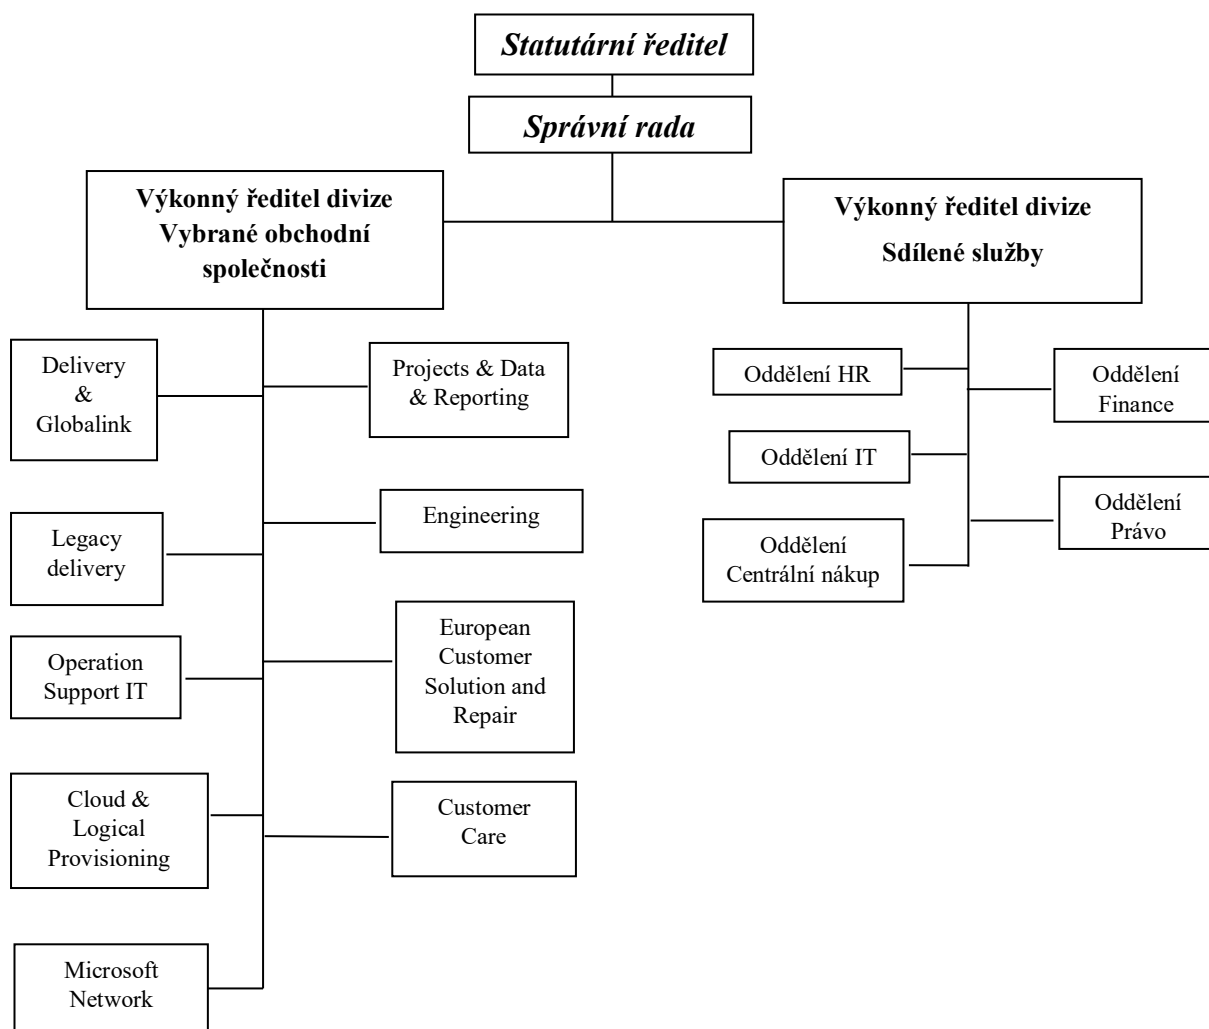 Statutární ředitel
Správní rada
Výkonný ředitel divize
Vybrané obchodní
společnosti
Výkonný ředitel divize
Sdílené služby
Delivery
&
Globalink
Projects & Data
& Reporting
Legacy
delivery
Engineering
Operation
Support IT
European
Customer
Solution and
Repair
Cloud &
Logical
Provisioning
Customer
Care
Microsoft
Network
Oddělení HR
Oddělení
Finance
Oddělení IT
Oddělení
Právo
Oddělení
Centrální nákup